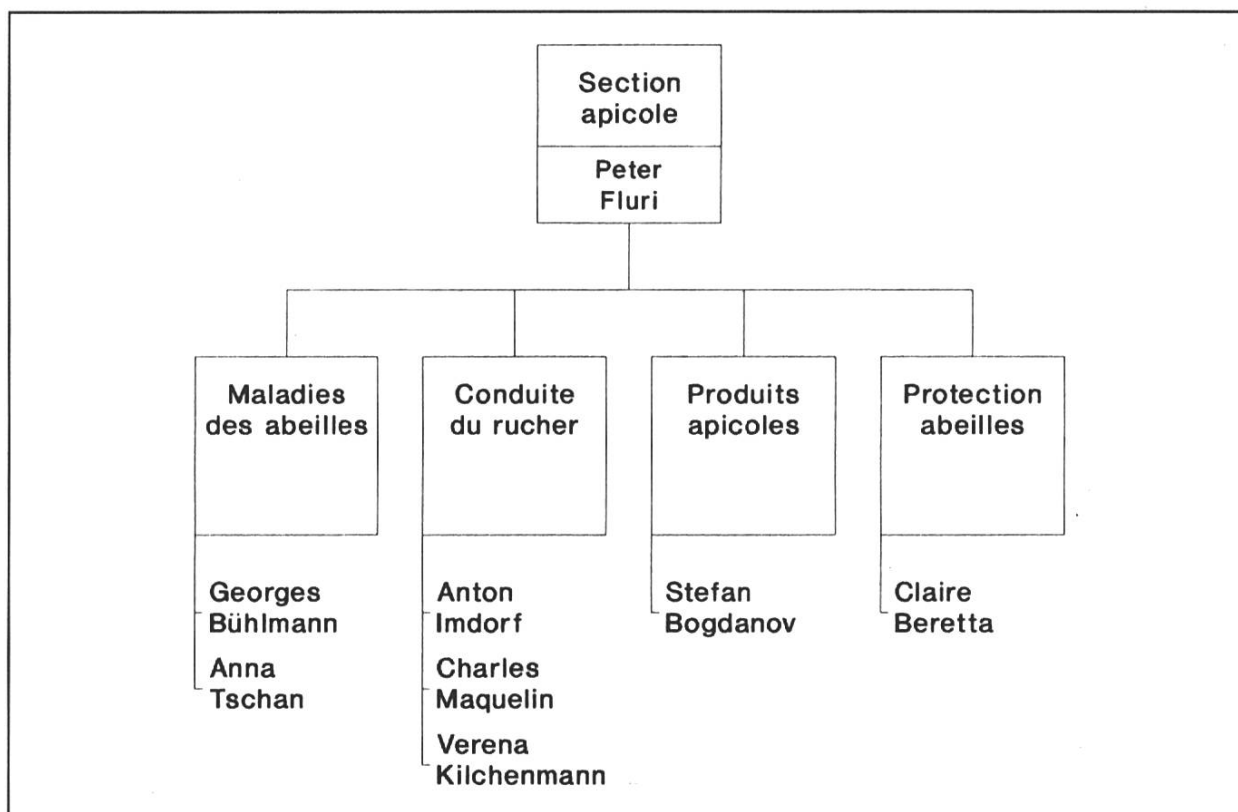 Section
apicole
Peter
Fluri
Maladies
des abeilles
Conduite
du rucher
Produits
apicoles
Protection
abeilles
Georges
Bühlmann
Anna
Tschan
Anton
Imdorf
Charles
Maquelin
Verena
Kilchenmann
Stefan
Bogdanov
Claire
Beretta